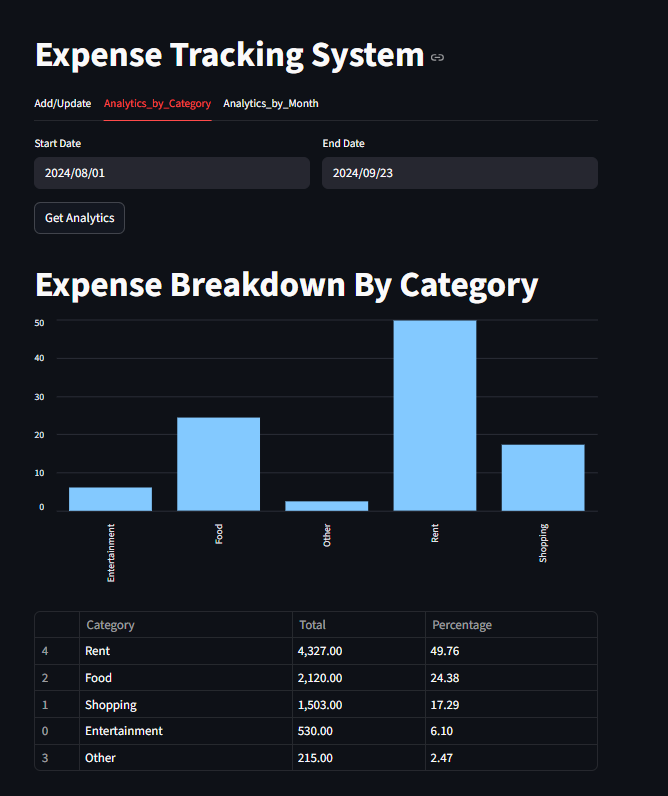 Expense Tracking System
Add/Update Analytics_by_Category Analytics_by_Month
Start Date End Date
2024/08/01 2024/09/23
Get Analytics
Expense Breakdown By Category
50
40
30
20
10
0
Entertainment Food Other Rent Shopping
Category Total Percentage
4 Rent 4,327.00 49.76
2 Food 2,120.00 24.38
1 Shopping 1,503.00 17.29
0 Entertainment 530.00 6.10
3 Other 215.00 2.47